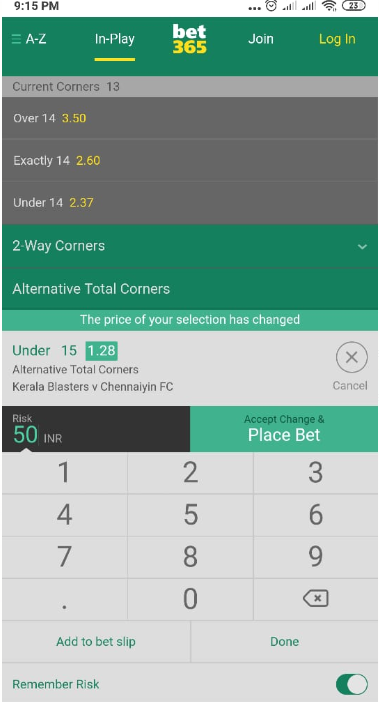 9:15 PM ... 23
A-Z In-Play bet365 Join Log In
Current Corners 13
Over 14 3.50
Exactly 14 2.60
Under 14 2.37
2-Way Corners
Alternative Total Corners
The price of your selection has changed
Under 15 1.28
Alternative Total Corners
Kerala Blasters v Chennaiyin FC
Cancel
Risk
50 INR
Accept Change &
Place Bet
1 2 3
4 5 6
7 8 9
. 0
Add to bet slip Done
Remember Risk